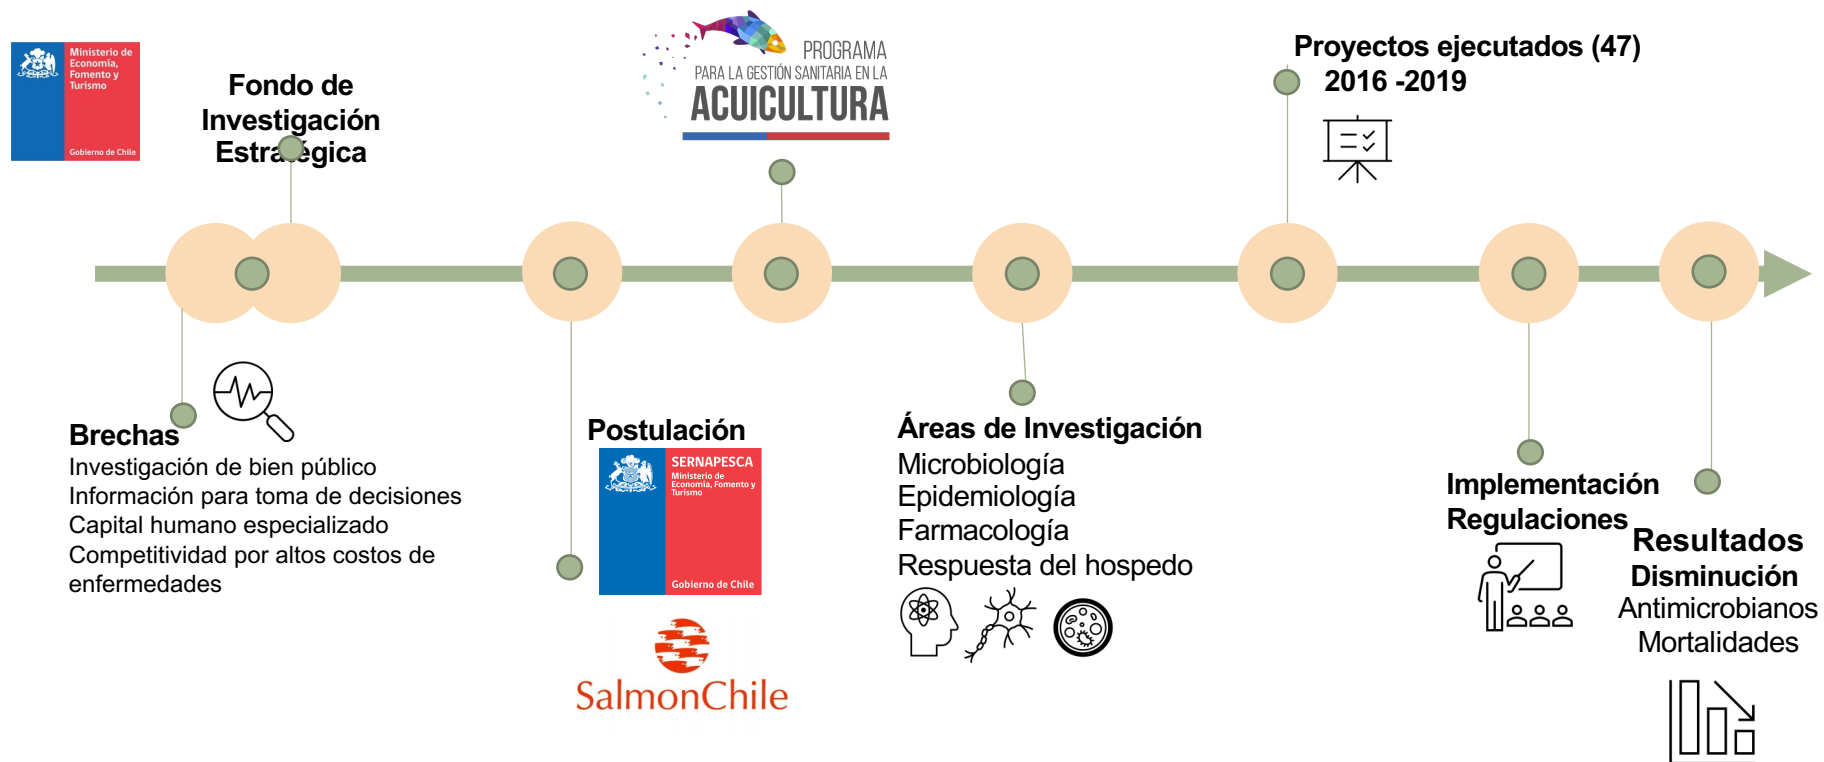 Ministerio de
Economía,
Fomento y
Turismo
Gobierno de Chile
Fondo de
Investigación
Estratégica
PROGRAMA
PARA LA GESTIÓN SANITARIA EN LA
ACUICULTURA
Proyectos ejecutados (47)
2016 -2019
Brechas
Investigación de bien público
Información para toma de decisiones
Capital humano especializado
Competitividad por altos costos de
enfermedades
Postulación
SERNAPESCA
Ministerio de
Economía, Fomento y
Turismo
Gobierno de Chile
SalmonChile
Áreas de Investigación
Microbiología
Epidemiología
Farmacología
Respuesta del hospedo
Implementación
Regulaciones
Resultados
Disminución
Antimicrobianos
Mortalidades